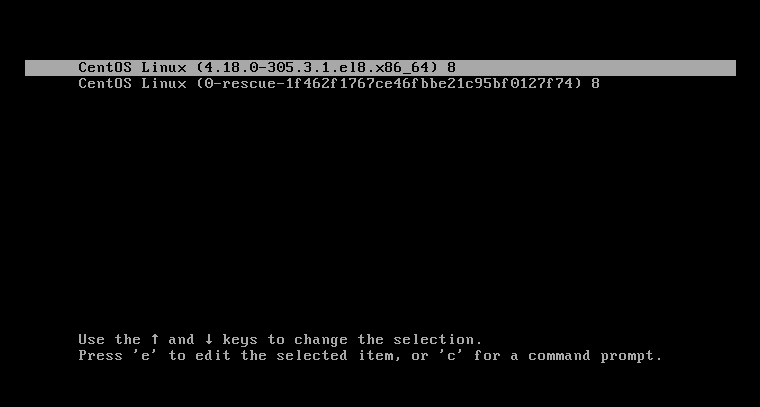 CentOS Linux (4.18.0-305.3.1.el8.x86_64) 8
CentOS Linux (0-rescue-1f462f1767ce46fbbe21c95bf0127f74) 8
Use the ↑ and ↓ keys to change the selection.
Press 'e' to edit the selected item, or 'c' for a command prompt.